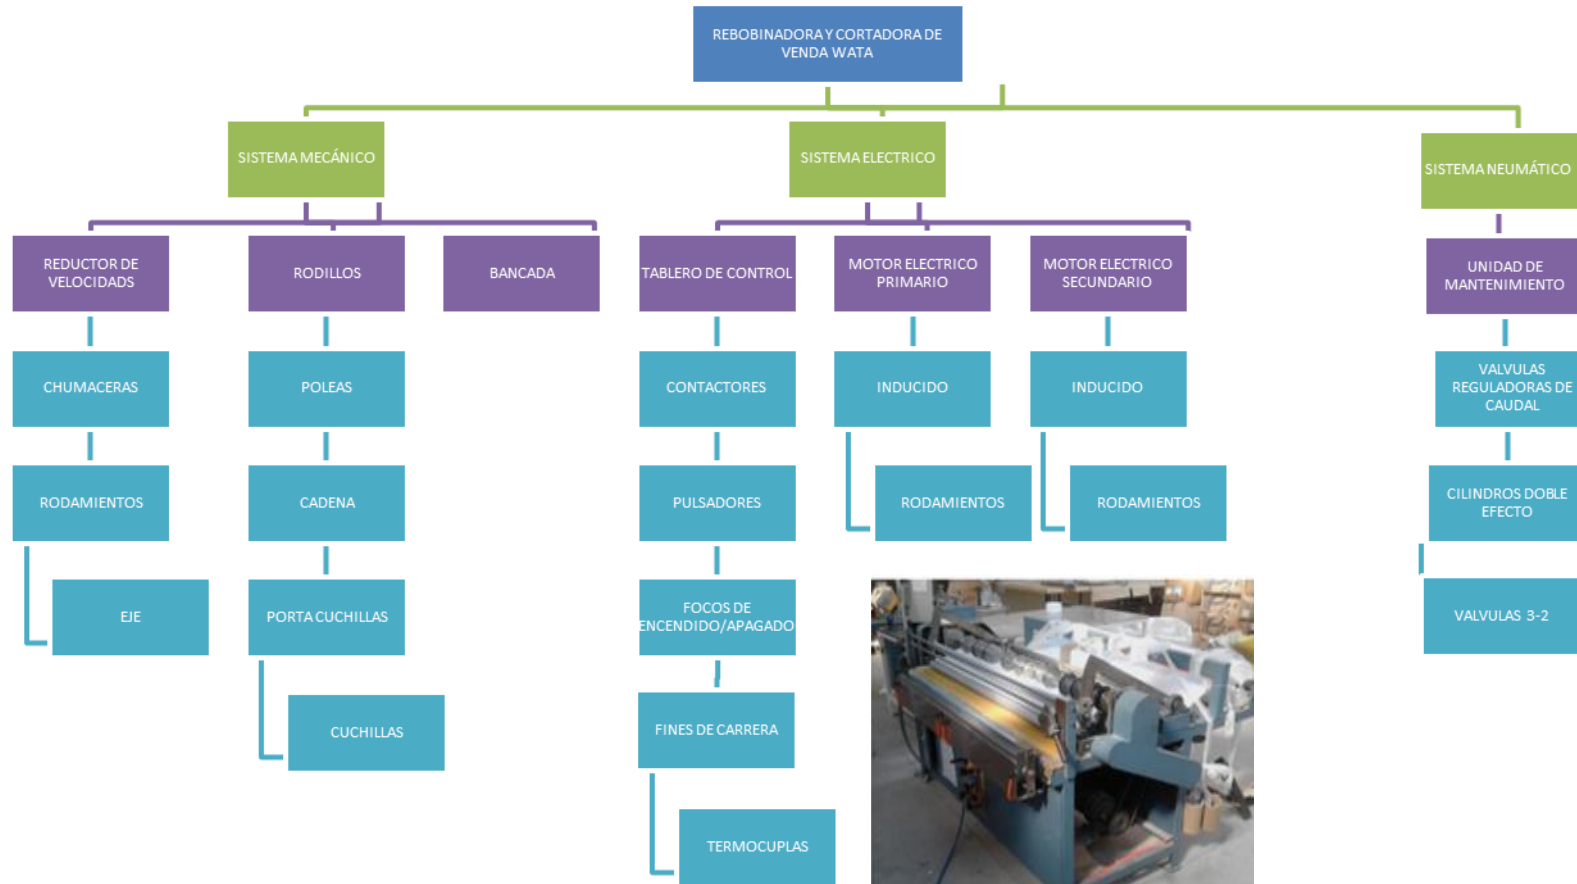 REBOBINADORA Y CORTADORA DE
VENDA WATA
SISTEMA MECÁNICO
SISTEMA ELECTRICO
SISTEMA NEUMÁTICO
REDUCTOR DE
VELOCIDADS
RODILLOS
BANCADA
TABLERO DE CONTROL
MOTOR ELECTRICO
PRIMARIO
MOTOR ELECTRICO
SECUNDARIO
UNIDAD DE
MANTENIMIENTO
CHUMACERAS
POLEAS
CONTACTORES
INDUCIDO
INDUCIDO
VALVULAS
REGULADORAS DE
CAUDAL
RODAMIENTOS
CADENA
PULSADORES
RODAMIENTOS
RODAMIENTOS
CILINDROS DOBLE
EFECTO
EJE
PORTA CUCHILLAS
FOCOS DE
ENCENDIDO/APAGADO
VALVULAS 3-2
CUCHILLAS
FINES DE CARRERA
TERMOCUPLAS